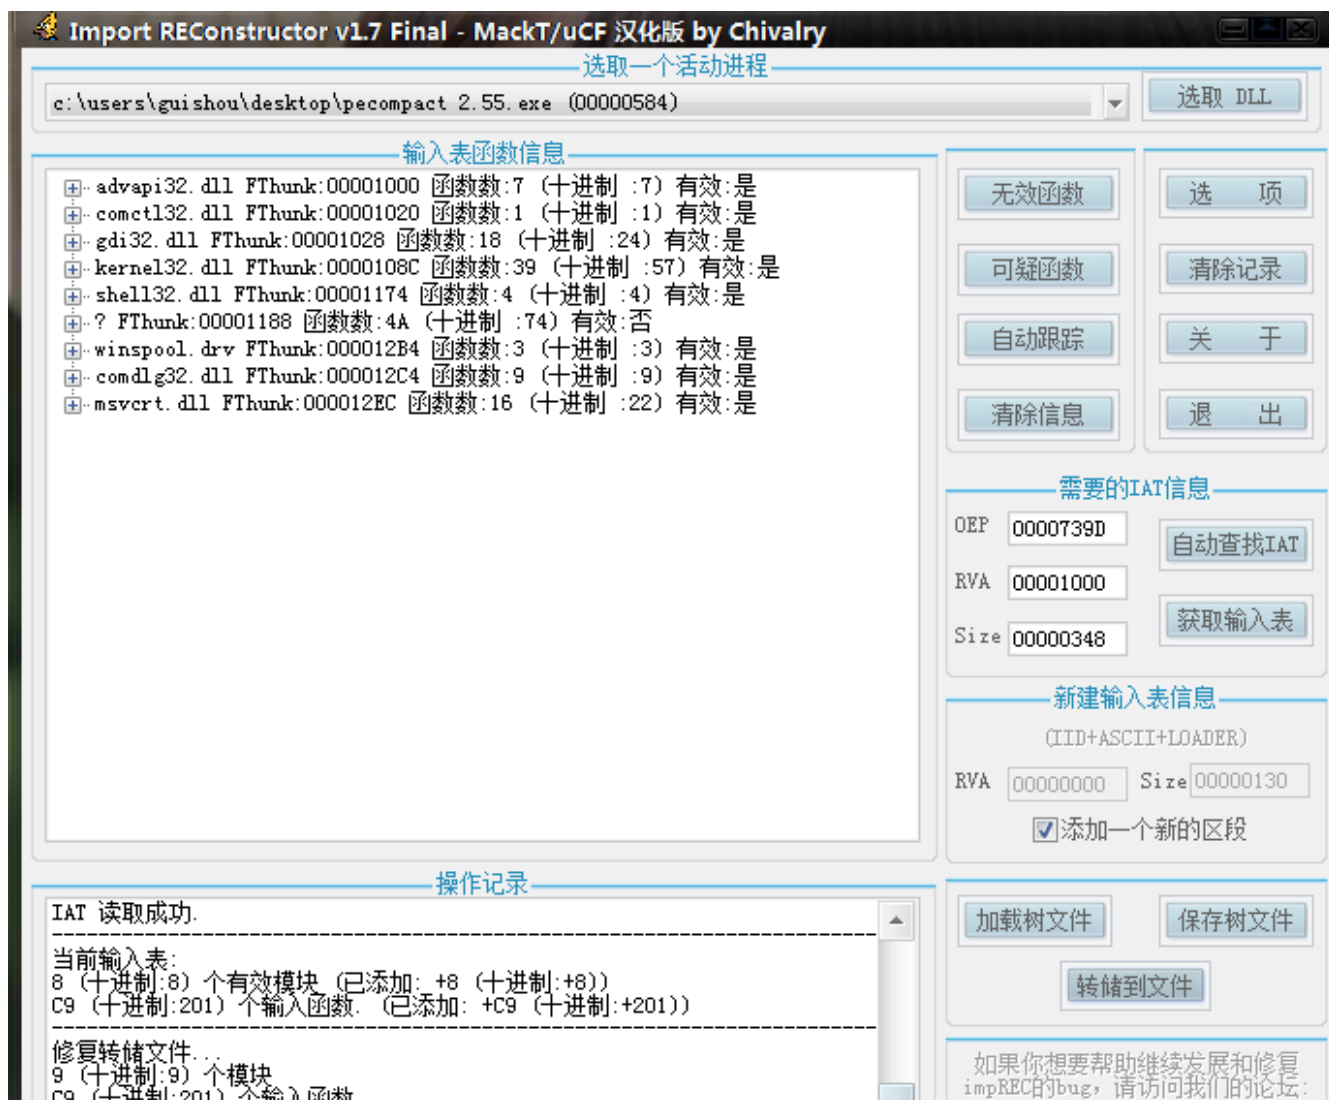 Import REConstructor v1.7 Final - MackT/uCF 汉化版 by Chivalry
选取一个活动进程
c:\users\guishou\desktop\pecompact 2.55.exe (00000584)
选取 DLL
输入表函数信息
advapi32.dll FThunk:00001000 函数数:7 (十进制 :7) 有效:是
comctl32.dll FThunk:00001020 函数数:1 (十进制 :1) 有效:是
gdi32.dll FThunk:00001028 函数数:18 (十进制 :24) 有效:是
kernel32.dll FThunk:0000108C 函数数:39 (十进制 :57) 有效:是
shell32.dll FThunk:00001174 函数数:4 (十进制 :4) 有效:是
? FThunk:00001188 函数数:4A (十进制 :74) 有效:否
winspool.drv FThunk:000012B4 函数数:3 (十进制 :3) 有效:是
comdlg32.dll FThunk:000012C4 函数数:9 (十进制 :9) 有效:是
msvcrt.dll FThunk:000012EC 函数数:16 (十进制 :22) 有效:是
无效函数
选 项
可疑函数
清除记录
自动跟踪
关 于
清除信息
退 出
需要的IAT信息
OEP 0000739D
自动查找IAT
RVA 00001000
获取输入表
Size 00000348
新建输入表信息
(IID+ASCII+LOADER)
RVA 00000000 Size 00000130
添加一个新的区段
操作记录
IAT 读取成功.
当前输入表:
8 (十进制:8) 个有效模块 (已添加: +8 (十进制:+8))
C9 (十进制:201) 个输入函数. (已添加: +C9 (十进制:+201))
修复转储文件...
9 (十进制:9) 个模块
C9 (十进制:201) 个输入函数
加载树文件
保存树文件
转储到文件
如果你想要帮助继续发展和修复
impREC的bug, 请访问我们的论坛: